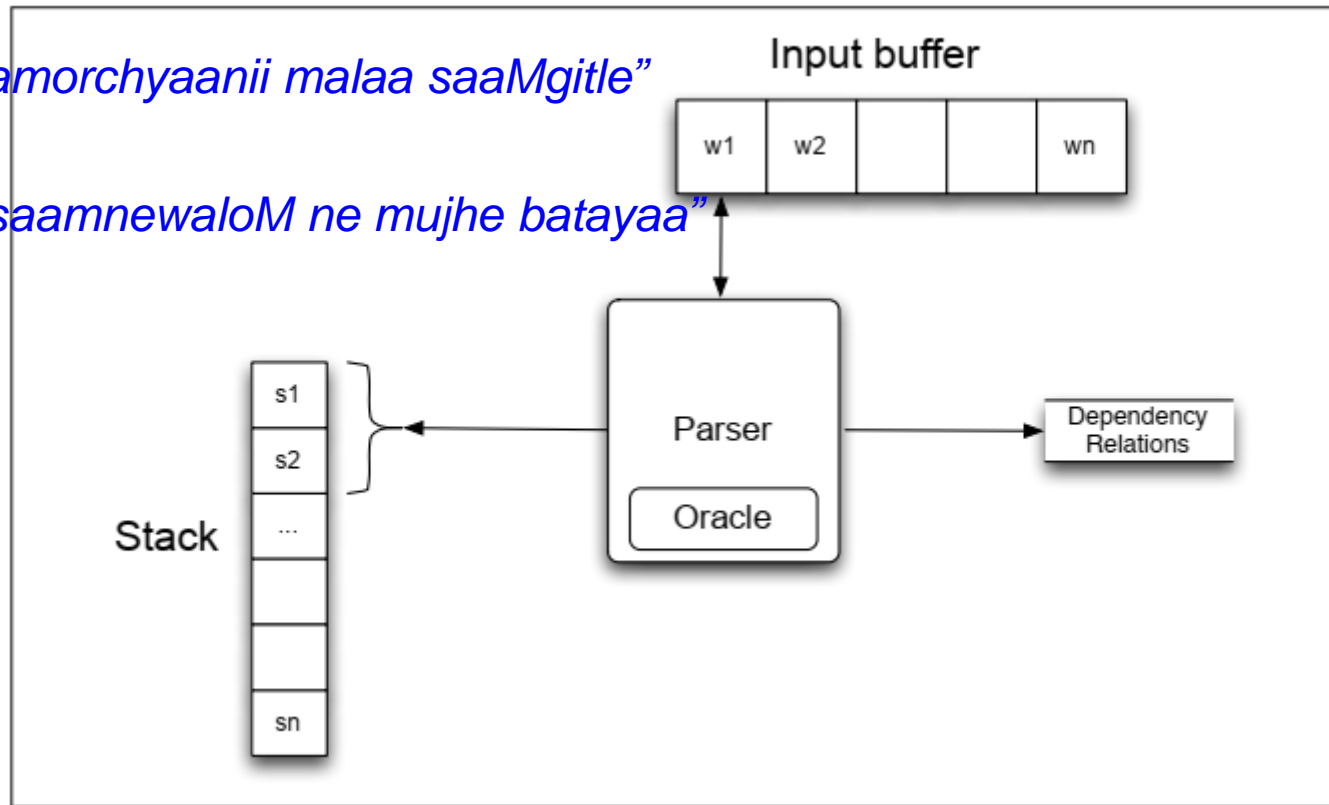 Input buffer
amorchyaanii malaa saaMgitle”
w1 w2 wn
saamnewaloM ne mujhe batayaa”
s1
s2
...
sn
Stack
Parser
Oracle
Dependency
Relations